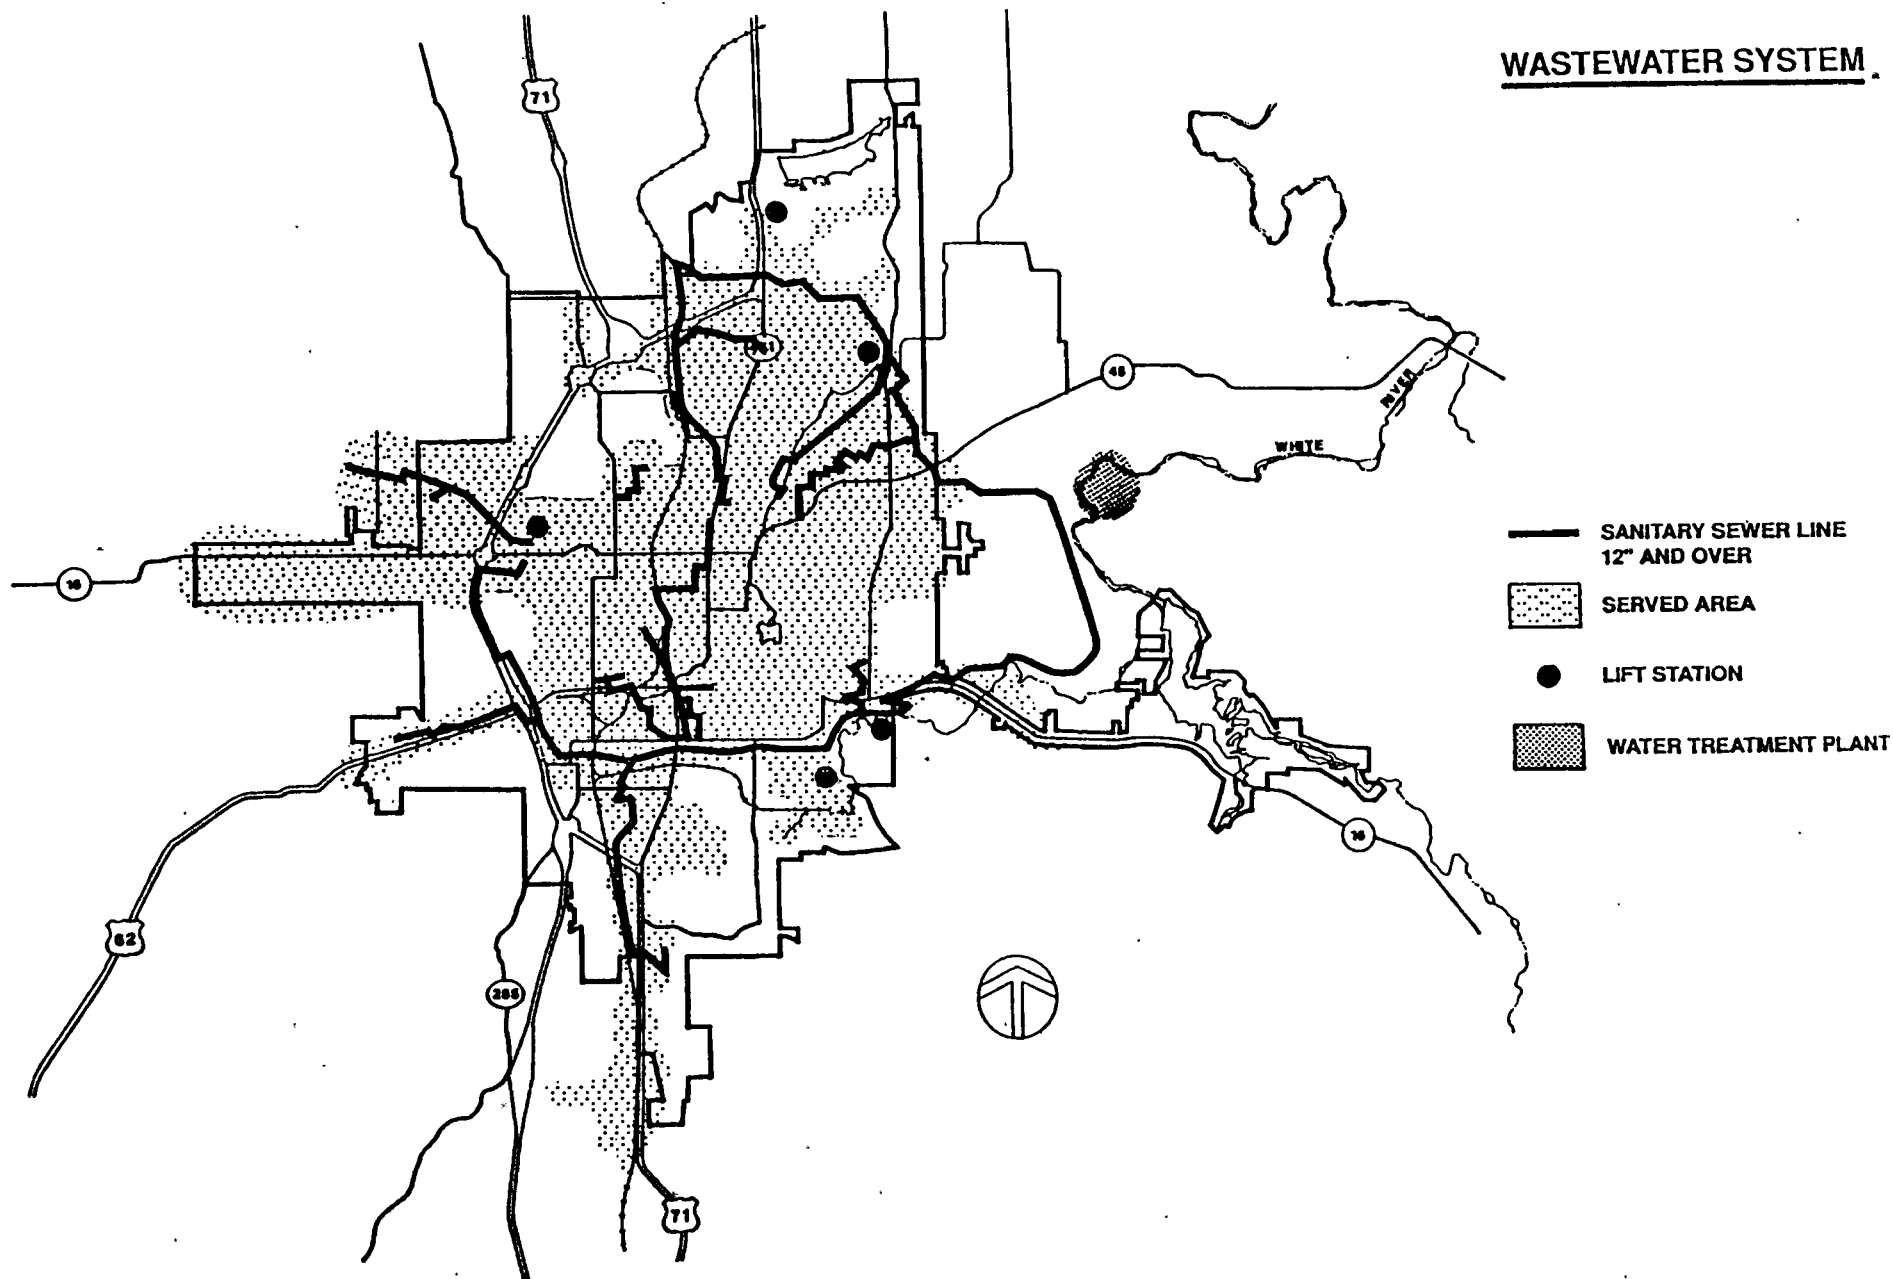 WASTEWATER SYSTEM
71
45
RIVER
WHITE
SANITARY SEWER LINE
12" AND OVER
SERVED AREA
16
LIFT STATION
WATER TREATMENT PLANT
16
62
265
71